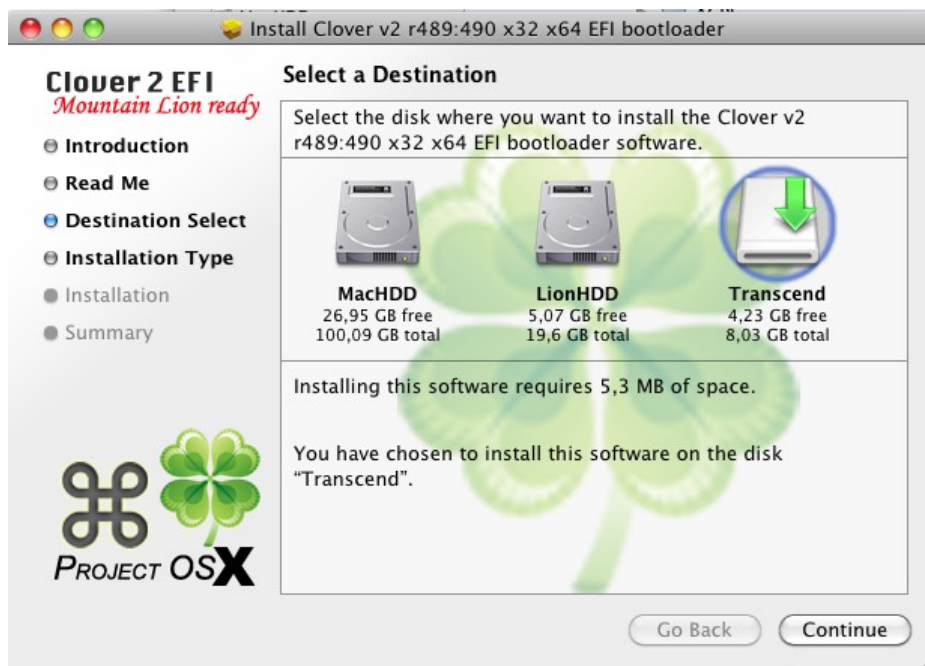 Install Clover v2 r489:490 x32 x64 EFI bootloader
Clover 2 EFI
Mountain Lion ready
Introduction
Read Me
Destination Select
Installation Type
Installation
Summary
PROJECT OSX
Select a Destination
Select the disk where you want to install the Clover v2
r489:490 x32 x64 EFI bootloader software.
MacHDD
26,95 GB free
100,09 GB total
LionHDD
5,07 GB free
19,6 GB total
Transcend
4,23 GB free
8,03 GB total
Installing this software requires 5,3 MB of space.
You have chosen to install this software on the disk
“Transcend”.
Go Back
Continue